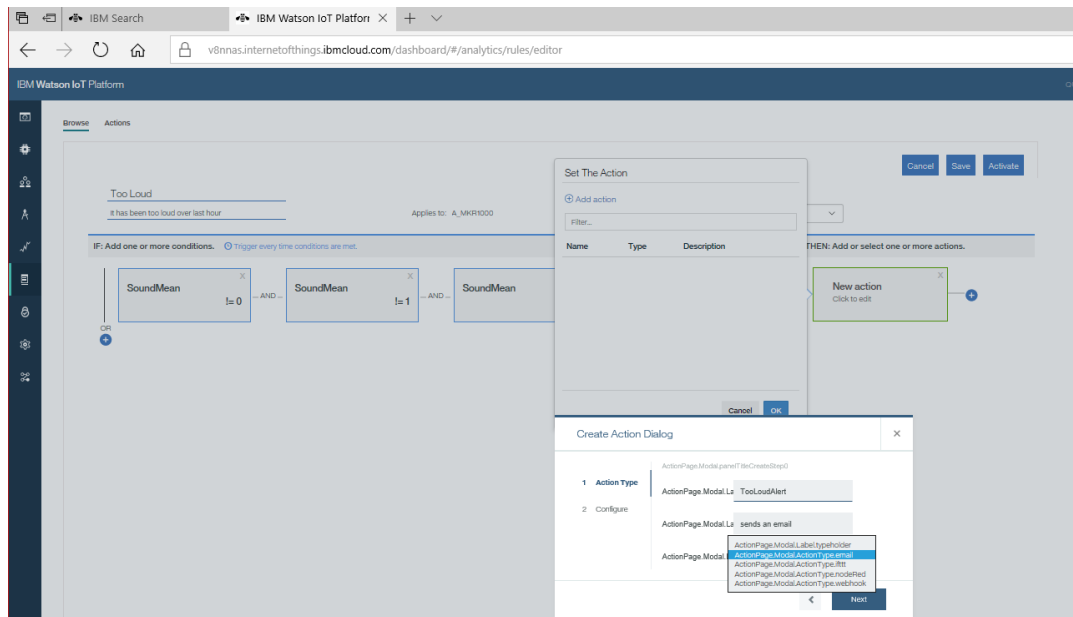 IBM Search
IBM Watson IoT Platforr
v8nnas.internetofthings.ibmcloud.com/dashboard/#/analytics/rules/editor
IBM Watson IoT Platform
Browse Actions
Cancel Save Activate
Set The Action
Add action
Too Loud
It has been too loud over last hour
Applies to: A_MKR1000
Filter...
IF: Add one or more conditions. Trigger every time conditions are met.
Name Type Description
THEN: Add or select one or more actions.
SoundMean X
!= 0
... AND ...
SoundMean X
!= 1
... AND ...
SoundMean
New action X
Click to edit
OR
Cancel OK
Create Action Dialog
ActionPage.Modal.panelTitleCreateStep0
1 Action Type
ActionPage.Modal.La TooLoudAlert
2 Configure
ActionPage.Modal.La sends an email
ActionPage.Modal.Label.typeholder
ActionPage.Modal.
ActionPage.Modal.ActionType.email
ActionPage.Modal.ActionType.ifttt
ActionPage.Modal.ActionType.nodeRed
ActionPage.Modal.ActionType.webhook
Next